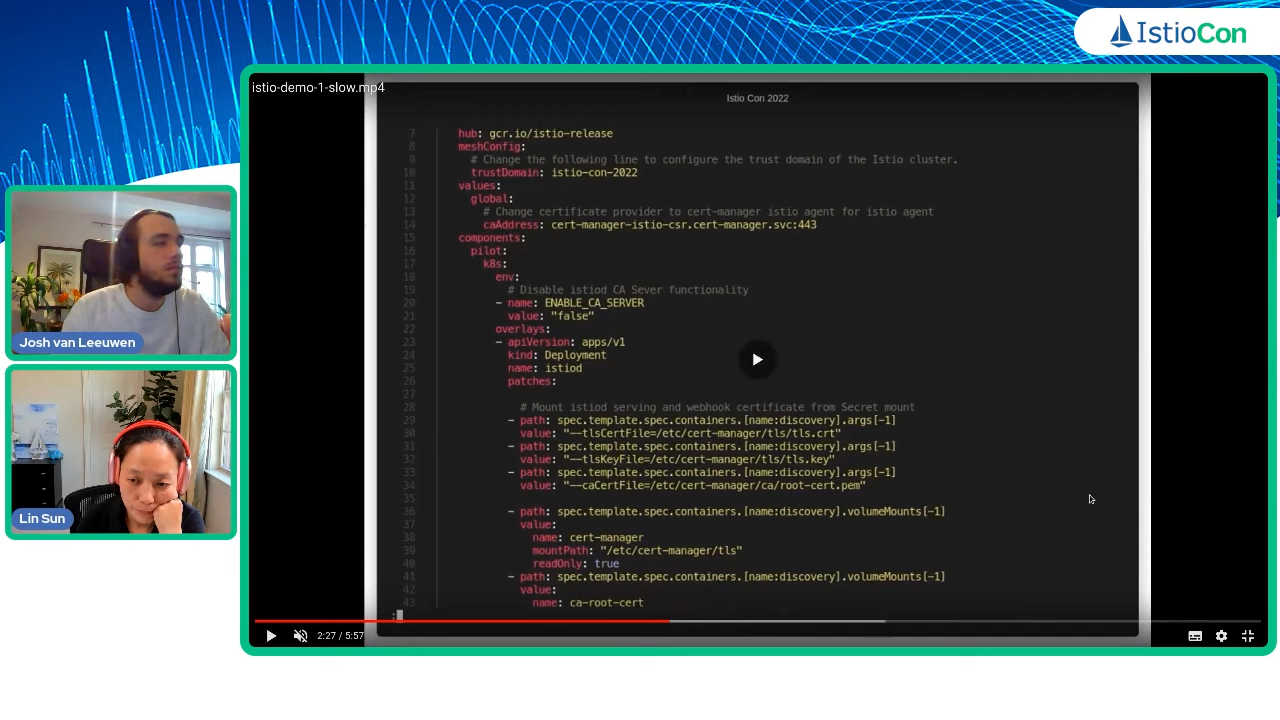 IstioCon
istio-demo-1-slow.mp4
Istio Con 2022
7 hub: gcr.io/istio-release
8 meshConfig:
9 # Change the following line to configure the trust domain of the Istio cluster.
10 trustDomain: istio-con-2022
11 values:
12 global:
13 # Change certificate provider to cert-manager istio agent for istio agent
14 caAddress: cert-manager-istio-csr.cert-manager.svc:443
15 components:
16 pilot:
17 k8s:
18 env:
19 # Disable istiod CA Sever functionality
20 - name: ENABLE_CA_SERVER
21 value: "false"
22 overlays:
23 - apiVersion: apps/v1
24 kind: Deployment
25 name: istiod
26 patches:
27
28 # Mount istiod serving and webhook certificate from Secret mount
29 - path: spec.template.spec.containers.[name:discovery].args[-1]
30 value: "--tlsCertFile=/etc/cert-manager/tls/tls.crt"
31 - path: spec.template.spec.containers.[name:discovery].args[-1]
32 value: "--tlsKeyFile=/etc/cert-manager/tls/tls.key"
33 - path: spec.template.spec.containers.[name:discovery].args[-1]
34 value: "--caCertFile=/etc/cert-manager/ca/root-cert.pem"
35
36 - path: spec.template.spec.containers.[name:discovery].volumeMounts[-1]
37 value:
38 name: cert-manager
39 mountPath: "/etc/cert-manager/tls"
40 readOnly: true
41 - path: spec.template.spec.containers.[name:discovery].volumeMounts[-1]
42 value:
43 name: ca-root-cert
:
2:27 / 5:57
Josh van Leeuwen
Lin Sun